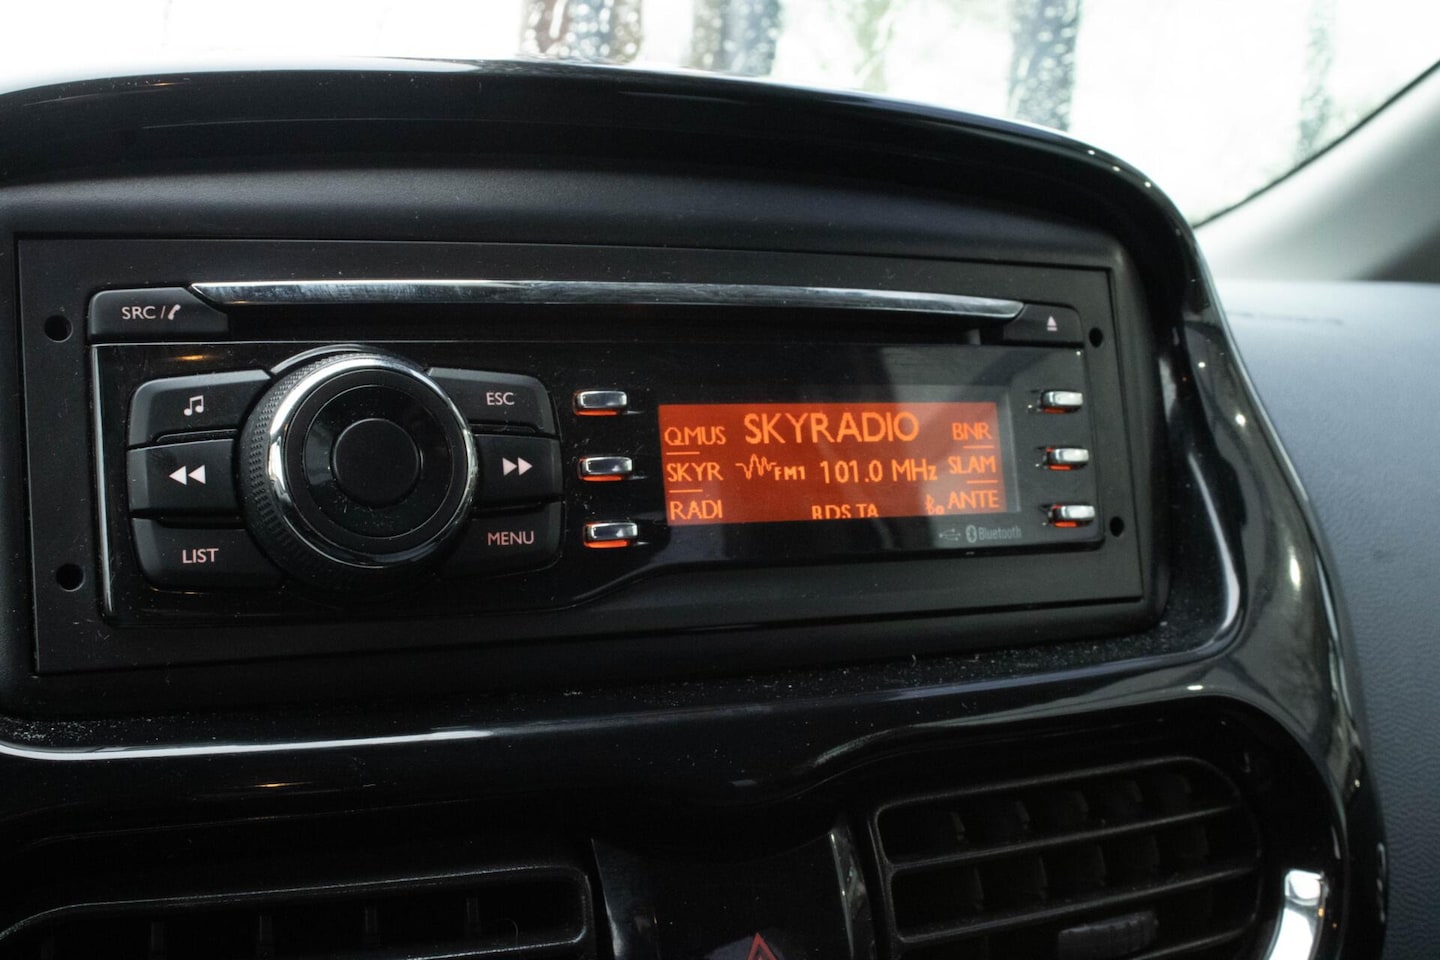 SRC /
ESC
LIST
MENU
QMUS SKYRADIO BNR
SKYR FM1 101.0 MHz SLAM
RADI RDS TA ANTE
Bluetooth